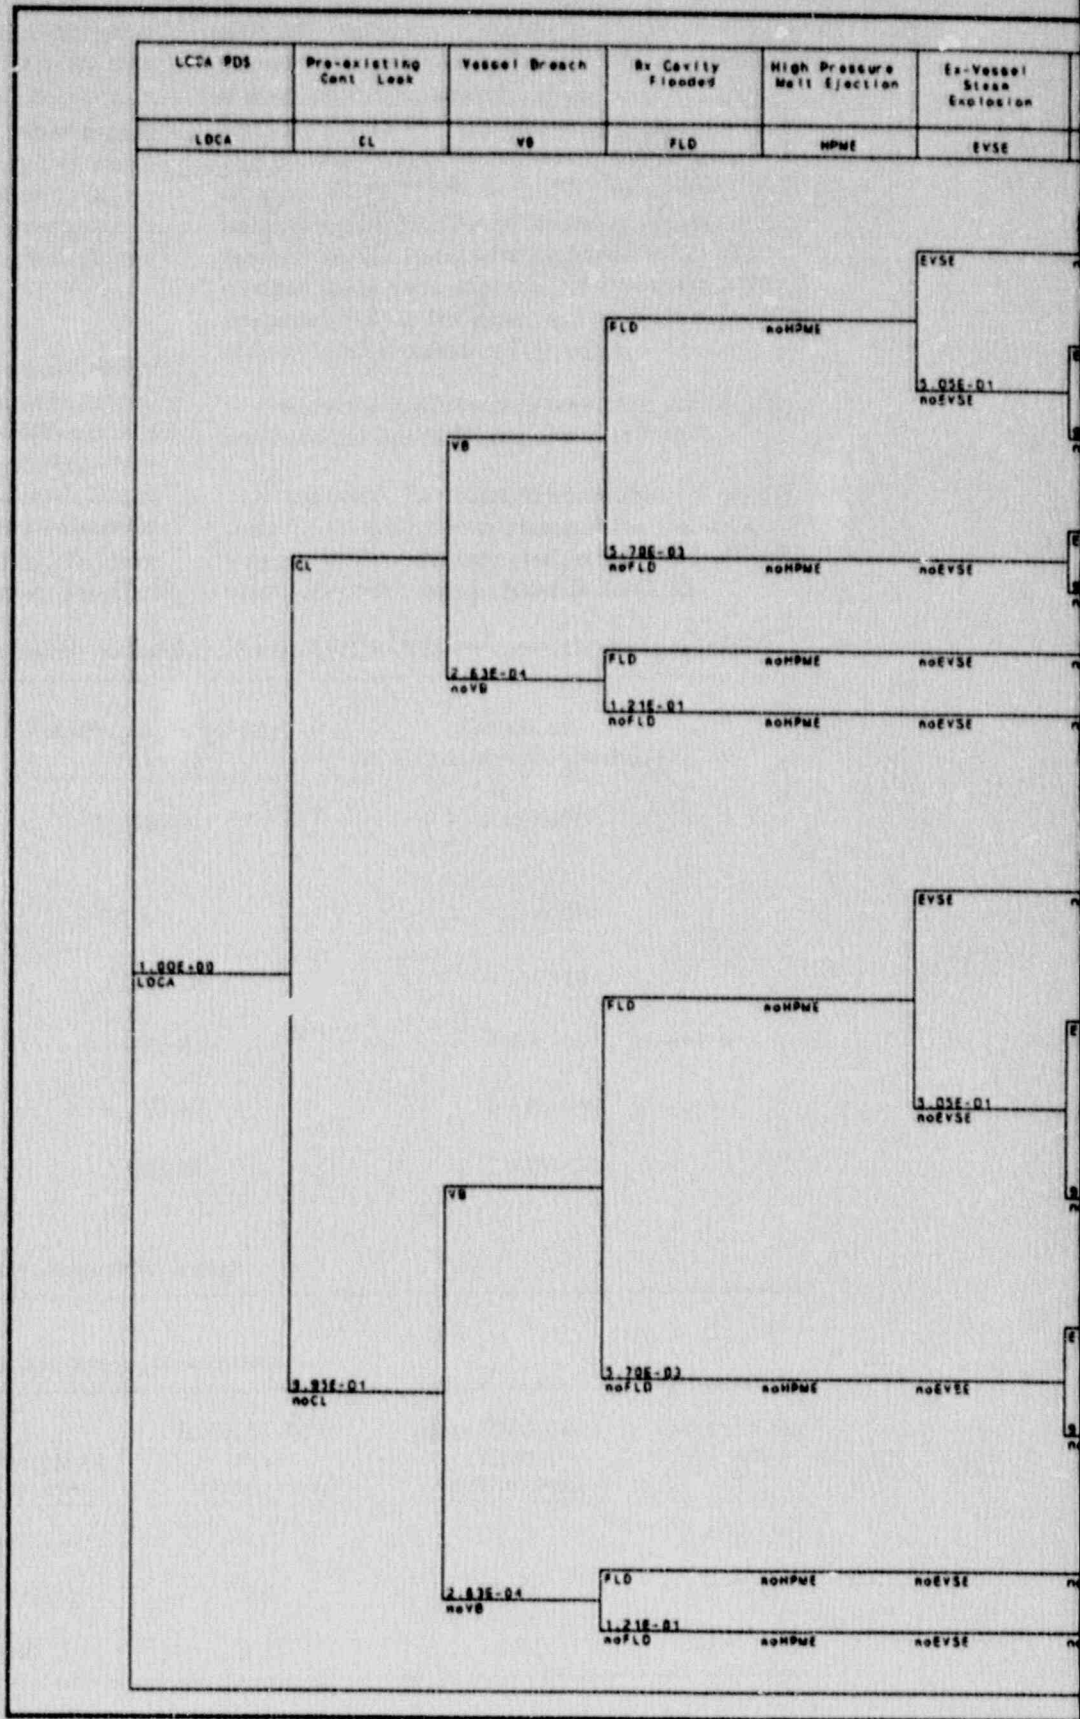 LOCA PDS
Pre-existing
Cont Leak
Vessel Breach
Rx Cavity
Flooded
High Pressure
Melt Ejection
Ex-Vessel
Steam
Explosion
LOCA
CL
VB
FLD
HPME
EVSE
EVSE
FLD
noHPME
5.05E-01
noEVSE
VB
CL
5.70E-03
noFLD
noHPME
noEVSE
FLD
noHPME
noEVSE
2.63E-04
noVB
1.21E-01
noFLD
noHPME
noEVSE
EVSE
1.00E+00
LOCA
FLD
noHPME
5.05E-01
noEVSE
VB
5.70E-03
noFLD
noHPME
noEVSE
9.95E-01
noCL
FLD
noHPME
noEVSE
2.63E-04
noVB
1.21E-01
noFLD
noHPME
noEVSE